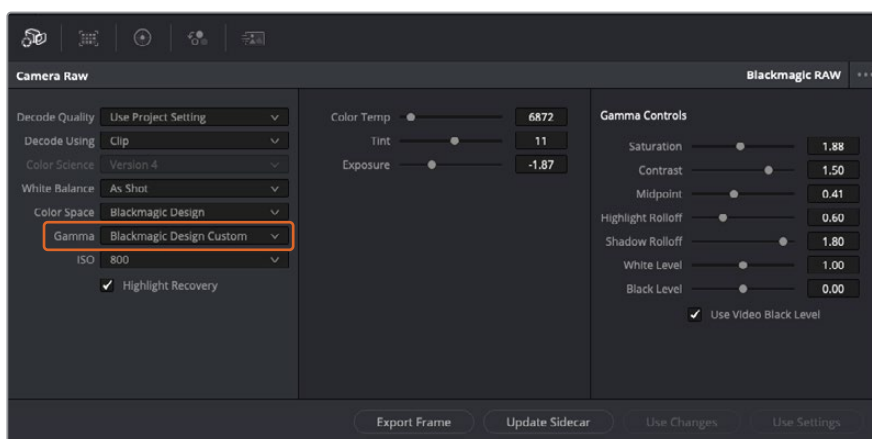 Camera Raw
Blackmagic RAW
Decode Quality Use Project Setting
Decode Using Clip
Color Science Version 4
White Balance As Shot
Color Space Blackmagic Design
Gamma Blackmagic Design Custom
ISO 800
Highlight Recovery
Color Temp 6872
Tint 11
Exposure -1.87
Gamma Controls
Saturation 1.88
Contrast 1.50
Midpoint 0.41
Highlight Rolloff 0.60
Shadow Rolloff 1.80
White Level 1.00
Black Level 0.00
Use Video Black Level
Export Frame
Update Sidecar
Use Changes
Use Settings